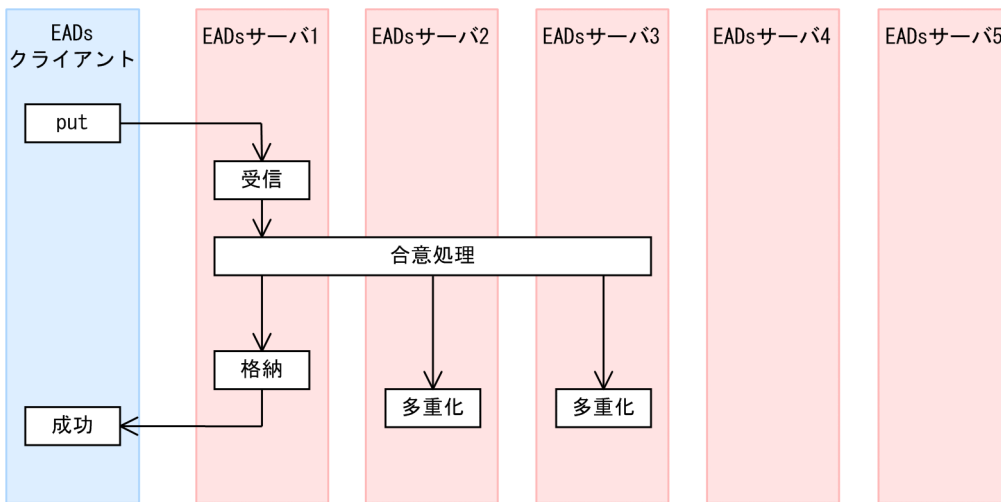 EADs
クライアント
EADsサーバ1
EADsサーバ2
EADsサーバ3
EADsサーバ4
EADsサーバ5
put
受信
合意処理
格納
多重化
多重化
成功